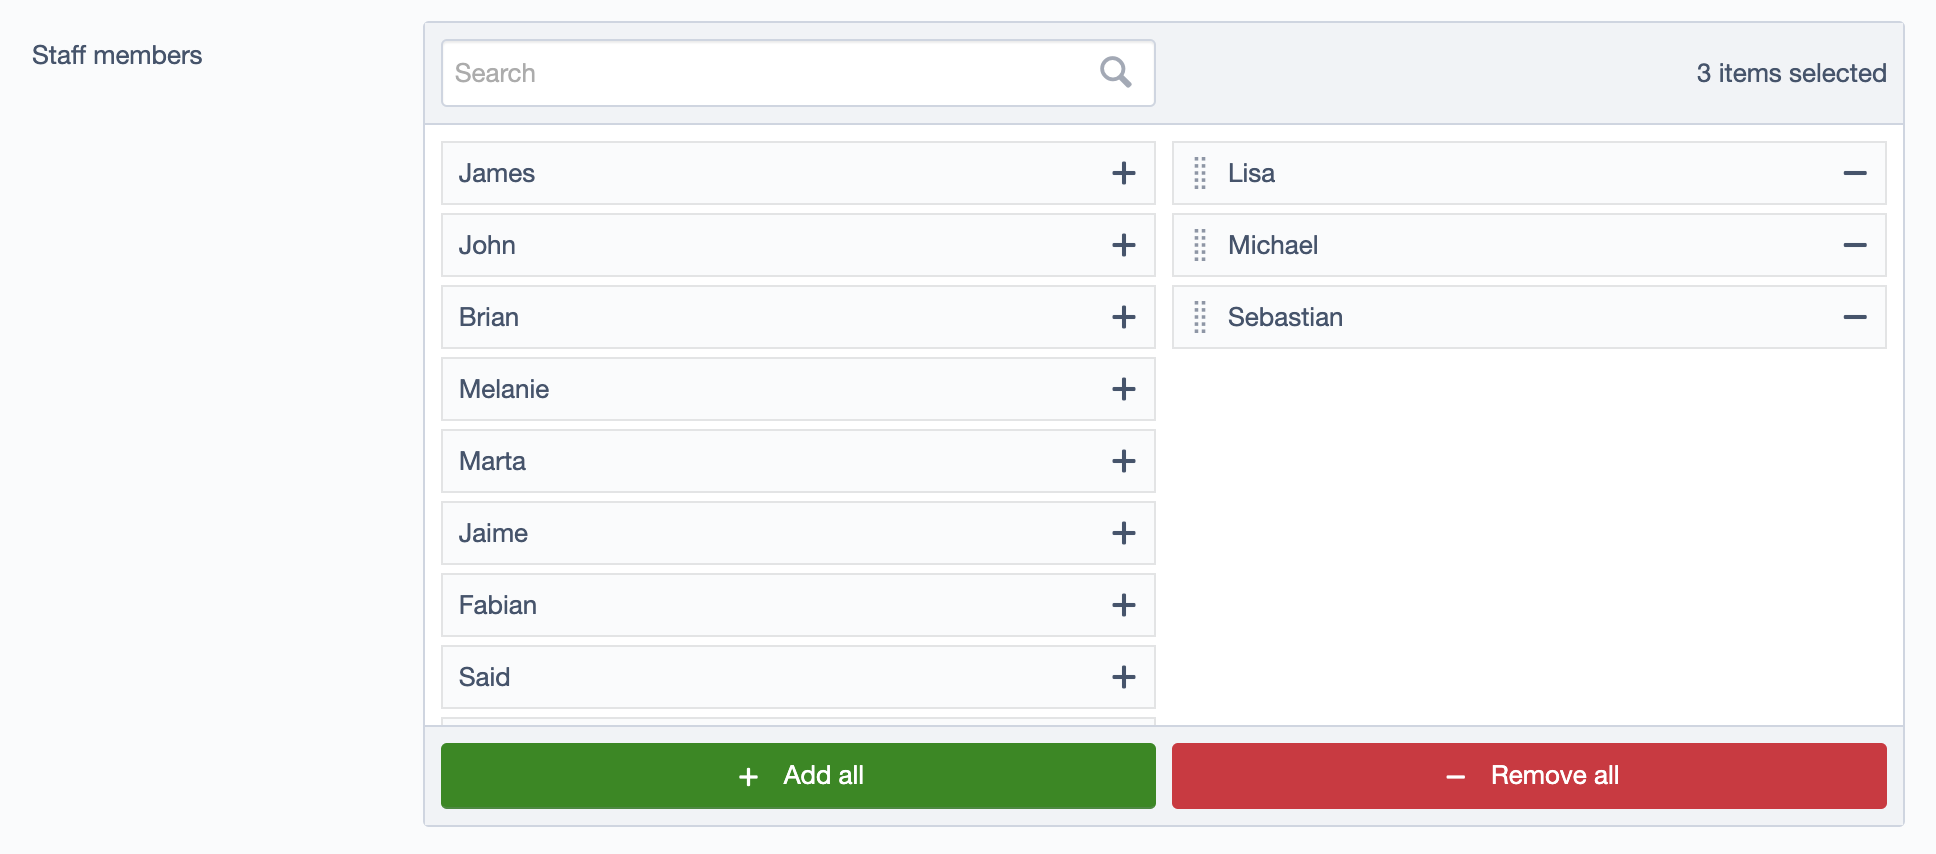 Staff members
Search
3 items selected
James
John
Brian
Melanie
Marta
Jaime
Fabian
Said
Lisa
Michael
Sebastian
Add all
Remove all